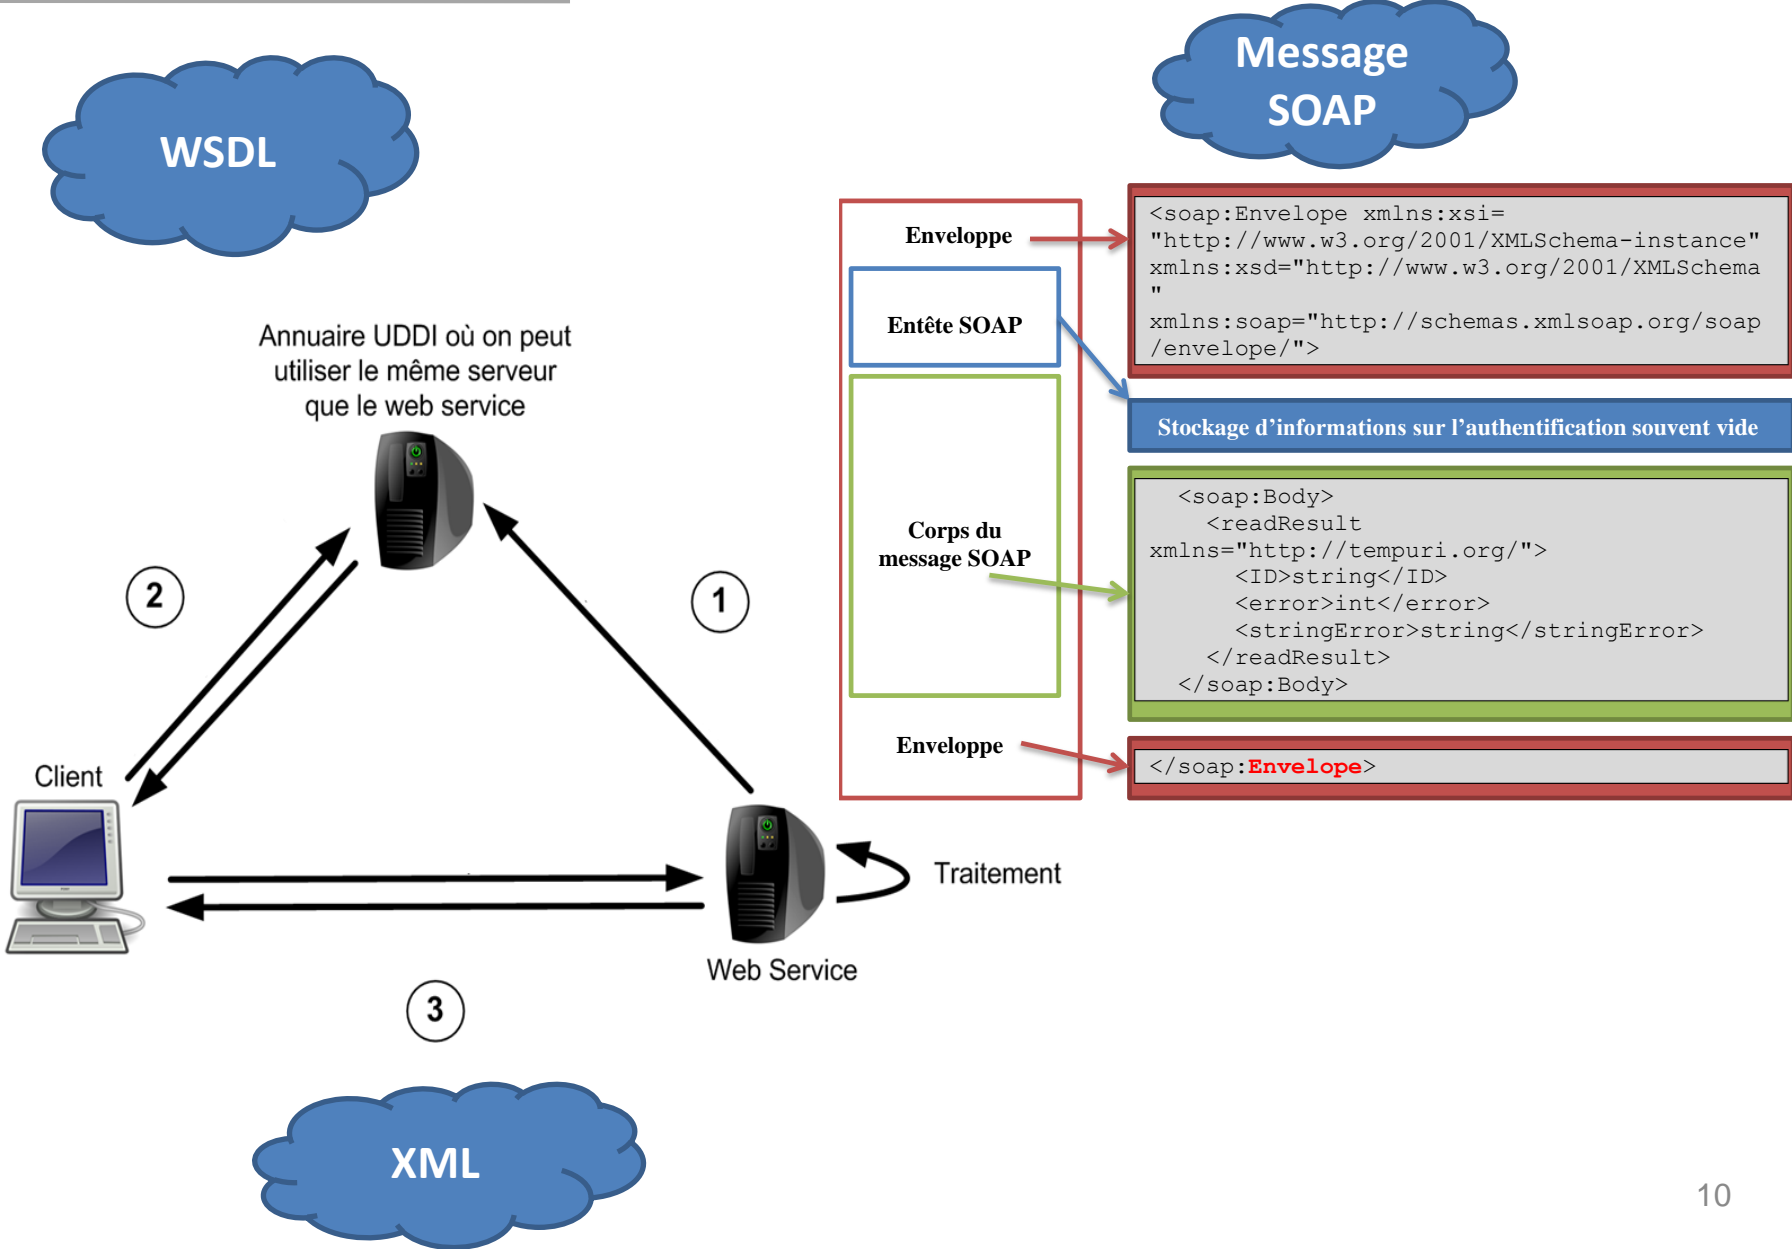 WSDL
Message
SOAP
Annuaire UDDI où on peut
utiliser le même serveur
que le web service
2
1
Client
Traitement
Web Service
3
XML
Enveloppe
Entête SOAP
Corps du
message SOAP
Enveloppe
<soap:Envelope xmlns:xsi=
"http://www.w3.org/2001/XMLSchema-instance"
xmlns:xsd="http://www.w3.org/2001/XMLSchema
"
xmlns:soap="http://schemas.xmlsoap.org/soap
/envelope/">
Stockage d’informations sur l’authentification souvent vide
<soap:Body>
<readResult
xmlns="http://tempuri.org/">
<ID>string</ID>
<error>int</error>
<stringError>string</stringError>
</readResult>
</soap:Body>
</soap:Envelope>
10